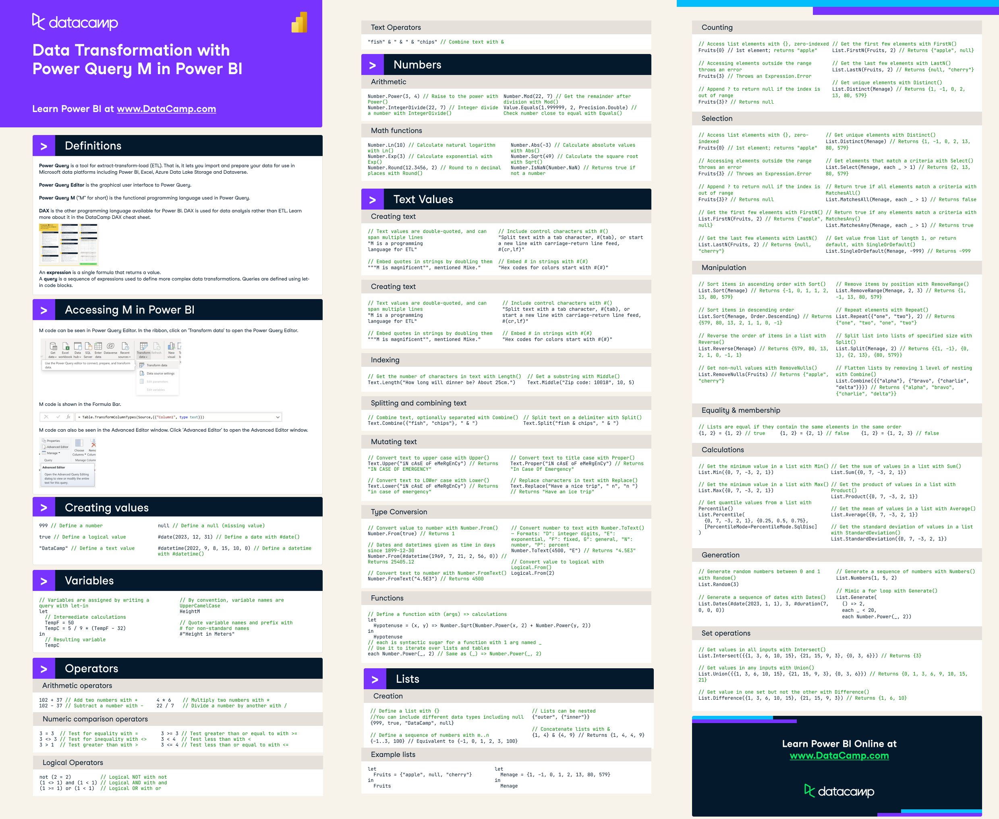 datacamp
Data Transformation with
Power Query M in Power BI
Learn Power BI at www.DataCamp.com
> Definitions
Power Query is a tool for extract-transform-load (ETL). That is, it lets you import and prepare your data for use in
Microsoft data platforms including Power BI, Excel, Azure Data Lake Storage and Dataverse.
Power Query Editor is the graphical user interface to Power Query.
Power Query M ("M" for short) is the functional programming language used in Power Query.
DAX is the other programming language available for Power BI. DAX is used for data analysis rather than ETL. Learn
more about it in the DataCamp DAX cheat sheet.
An expression is a single formula that returns a value.
A query is a sequence of expressions used to define more complex data transformations. Queries are defined using let-
in code blocks.
> Accessing M in Power BI
M code can be seen in Power Query Editor. In the ribbon, click on 'Transform data' to open the Power Query Editor.
Get data
Excel workbook
Data hub
SQL Server
Enter data
Dataverse
Recent sources
Transform data
Refresh
New visual
Use the Power Query editor to connect, prepare, and transform
data.
Transform data
Data source settings
Edit parameters
Edit variables
M code is shown in the Formula Bar.
fx = Table.TransformColumnTypes(Source,{{"Column1", type text}})
M code can also be seen in the Advanced Editor window. Click 'Advanced Editor' to open the Advanced Editor window.
Properties
Advanced Editor
Manage
Query
Choose
Columns
Remo
Colum
Manage Colum
Advanced Editor
Open the Advanced Query Editing
dialog to view or modify the entire
text for this query.
> Creating values
999 // Define a number
true // Define a logical value
"DataCamp" // Define a text value
null // Define a null (missing value)
#date(2023, 12, 31) // Define a date with #date()
#datetime(2022, 9, 8, 15, 10, 0) // Define a datetime
with #datetime()
> Variables
// Variables are assigned by writing a
query with let-in
let
// Intermediate calculations
TempF = 50
TempC = 5 / 9 * (TempF - 32)
in
// Resulting variable
TempC
// By convention, variable names are
UpperCamelCase
HeightM
// Quote variable names and prefix with
# for non-standard names
#"Height in Meters"
> Operators
Arithmetic operators
102 + 37 // Add two numbers with +
102 - 37 // Subtract a number with -
4 * 6 // Multiply two numbers with *
22 / 7 // Divide a number by another with /
Numeric comparison operators
3 = 3 // Test for equality with =
3 <> 3 // Test for inequality with <>
3 > 1 // Test greater than with >
3 >= 3 // Test greater than or equal to with >=
3 < 4 // Test less than with <
3 <= 4 // Test less than or equal to with <=
Logical Operators
not (2 = 2) // Logical NOT with not
(1 <> 1) and (1 < 1) // Logical AND with and
(1 >= 1) or (1 < 1) // Logical OR with or
Text Operators
"fish" & " & " & "chips" // Combine text with &
> Numbers
Arithmetic
Number.Power(3, 4) // Raise to the power with
Power()
Number.IntegerDivide(22, 7) // Integer divide
a number with IntegerDivide()
Number.Mod(22, 7) // Get the remainder after
division with Mod()
Value.Equals(1.999999, 2, Precision.Double) //
Check number close to equal with Equals()
Math functions
Number.Ln(10) // Calculate natural logarithm
with Ln()
Number.Exp(3) // Calculate exponential with
Exp()
Number.Round(12.3456, 2) // Round to n decimal
places with Round()
Number.Abs(-3) // Calculate absolute values
with Abs()
Number.Sqrt(49) // Calculate the square root
with Sqrt()
Number.IsNaN(Number.NaN) // Returns true if
not a number
> Text Values
Creating text
// Text values are double-quoted, and can
span multiple lines
"M is a programming
language for ETL"
// Embed quotes in strings by doubling them
"""M is magnificent"", mentioned Mike."
// Include control characters with #()
"Split text with a tab character, #(tab), or start
a new line with carriage-return line feed,
#(cr,lf)"
// Embed # in strings with #(#)
"Hex codes for colors start with #(#)"
Creating text
// Text values are double-quoted, and can
span multiple lines
"M is a programming
language for ETL"
// Embed quotes in strings by doubling them
"""M is magnificent"", mentioned Mike."
// Include control characters with #()
"Split text with a tab character, #(tab), or
start a new line with carriage-return line feed,
#(cr,lf)"
// Embed # in strings with #(#)
"Hex codes for colors start with #(#)"
Indexing
// Get the number of characters in text with Length()
Text.Length("How long will dinner be? About 25cm.")
// Get a substring with Middle()
Text.Middle("Zip code: 10018", 10, 5)
Splitting and combining text
// Combine text, optionally separated with Combine()
Text.Combine({"fish", "chips"}, " & ")
// Split text on a delimiter with Split()
Text.Split("fish & chips", " & ")
Mutating text
// Convert text to upper case with Upper()
Text.Upper("iN cAsE oF eMeRgEnCy") // Returns
"IN CASE OF EMERGENCY"
// Convert text to LOWer case with Lower()
Text.Lower("iN cAsE oF eMeRgEnCy") // Returns
"in case of emergency"
// Convert text to title case with Proper()
Text.Proper("iN cAsE oF eMeRgEnCy") // Returns
"In Case Of Emergency"
// Replace characters in text with Replace()
Text.Replace("Have a nice trip", " n", "n ")
// Returns "Have an ice trip"
Type Conversion
// Convert value to number with Number.From()
Number.From(true) // Returns 1
// Dates and datetimes given as time in days
since 1899-12-30
Number.From(#datetime(1969, 7, 21, 2, 56, 0)) //
Returns 25405.12
// Convert text to number with Number.FromText()
Number.FromText("4.5E3") // Returns 4500
// Convert number to text with Number.ToText()
– Formats: "D": integer digits, "E":
exponential, "F": fixed, G": general, "N":
number, "P": percent
Number.ToText(4500, "E") // Returns "4.5E3"
// Convert value to logical with
Logical.From()
Logical.From(2)
Functions
// Define a function with (args) => calculations
let
Hypotenuse = (x, y) => Number.Sqrt(Number.Power(x, 2) + Number.Power(y, 2))
in
Hypotenuse
// each is syntactic sugar for a function with 1 arg named _
// Use it to iterate over lists and tables
each Number.Power(_, 2) // Same as (_) => Number.Power(_, 2)
> Lists
Creation
// Define a list with {}
//You can include different data types including null
{999, true, "DataCamp", null}
// Define a sequence of numbers with m..n
{-1..3, 100} // Equivalent to {-1, 0, 1, 2, 3, 100}
// Lists can be nested
{"outer", {"inner"}}
// Concatenate lists with &
{1, 4} & {4, 9} // Returns {1, 4, 4, 9}
Example lists
let
Fruits = {"apple", null, "cherry"}
in
Fruits
let
Menage = {1, -1, 0, 1, 2, 13, 80, 579}
in
Menage
Counting
// Access list elements with {}, zero-indexed
Fruits{0} // 1st element; returns "apple"
// Accessing elements outside the range
throws an error
Fruits{3} // Throws an Expression.Error
// Append ? to return null if the index is
out of range
Fruits{3}? // Returns null
// Get the first few elements with FirstN()
List.FirstN(Fruits, 2) // Returns {"apple", null}
// Get the last few elements with LastN()
List.LastN(Fruits, 2) // Returns {null, "cherry"}
// Get unique elements with Distinct()
List.Distinct(Menage) // Returns {1, -1, 0, 2,
13, 80, 579}
Selection
// Access list elements with {}, zero-
indexed
Fruits{0} // 1st element; returns "apple"
// Accessing elements outside the range
throws an error
Fruits{3} // Throws an Expression.Error
// Append ? to return null if the index is
out of range
Fruits{3}? // Returns null
// Get the first few elements with FirstN()
List.FirstN(Fruits, 2) // Returns {"apple",
null}
// Get the last few elements with LastN()
List.LastN(Fruits, 2) // Returns {null,
"cherry"}
// Get unique elements with Distinct()
List.Distinct(Menage) // Returns {1, -1, 0, 2, 13,
80, 579}
// Get elements that match a criteria with Select()
List.Select(Menage, each _ > 1) // Returns {2, 13,
80, 579}
// Return true if all elements match a criteria with
MatchesAll()
List.MatchesAll(Menage, each _ > 1) // Returns false
// Return true if any elements match a criteria with
MatchesAny()
List.MatchesAny(Menage, each _ > 1) // Returns true
// Get value from list of length 1, or return
default, with SingleOrDefault()
List.SingleOrDefault(Menage, -999) // Returns -999
Manipulation
// Sort items in ascending order with Sort()
List.Sort(Menage) // Returns {-1, 0, 1, 1, 2,
13, 80, 579}
// Sort items in descending order
List.Sort(Menage, Order.Descending) // Returns
{579, 80, 13, 2, 1, 1, 0, -1}
// Reverse the order of items in a list with
Reverse()
List.Reverse(Menage) // Returns {579, 80, 13,
2, 1, 0, -1, 1}
// Get non-null values with RemoveNulls()
List.RemoveNulls(Fruits) // Returns {"apple",
"cherry"}
// Remove items by position with RemoveRange()
List.RemoveRange(Menage, 2, 3) // Returns {1,
-1, 13, 80, 579}
// Repeat elements with Repeat()
List.Repeat({"one", "two"}, 2) // Returns
{"one", "two", "one", "two"}
// Split list into lists of specified size with
Split()
List.Split(Menage, 2) // Returns {{1, -1}, {0,
1}, {2, 13}, {80, 579}}
// Flatten lists by removing 1 level of nesting
with Combine()
List.Combine({{"alpha"}, {"bravo", {"charlie",
"delta"}}}) // Returns {"alpha", "bravo",
{"charlie", "delta"}}
Equality & membership
// Lists are equal if they contain the same elements in the same order
{1, 2} = {1, 2} // true {1, 2} = {2, 1} // false {1, 2} = {1, 2, 3} // false
Calculations
// Get the minimum value in a list with Min()
List.Min({0, 7, -3, 2, 1})
// Get the minimum value in a list with Max()
List.Max({0, 7, -3, 2, 1})
// Get quantile values from a list with
Percentile()
List.Percentile(
{0, 7, -3, 2, 1}, {0.25, 0.5, 0.75},
[PercentileMode=PercentileMode.SqlDisc]
)
// Get the sum of values in a list with Sum()
List.Sum({0, 7, -3, 2, 1})
// Get the product of values in a list with
Product()
List.Product({0, 7, -3, 2, 1})
// Get the mean of values in a list with Average()
List.Average({0, 7, -3, 2, 1})
// Get the standard deviation of values in a list
with StandardDeviation()
List.StandardDeviation({0, 7, -3, 2, 1})
Generation
// Generate random numbers between 0 and 1
with Random()
List.Random(3)
// Generate a sequence of dates with Dates()
List.Dates(#date(2023, 1, 1), 3, #duration(7,
0, 0, 0))
// Generate a sequence of numbers with Numbers()
List.Numbers(1, 5, 2)
// Mimic a for loop with Generate()
List.Generate(
() => 2,
each _ < 20,
each Number.Power(_, 2))
Set operations
// Get values in all inputs with Intersect()
List.Intersect({{1, 3, 6, 10, 15}, {21, 15, 9, 3}, {0, 3, 6}}) // Returns {3}
// Get values in any inputs with Union()
List.Union({{1, 3, 6, 10, 15}, {21, 15, 9, 3}, {0, 3, 6}}) // Returns {0, 1, 3, 6, 9, 10, 15,
21}
// Get value in one set but not the other with Difference()
List.Difference({1, 3, 6, 10, 15}, {21, 15, 9, 3}) // Returns {1, 6, 10}
Learn Power BI Online at
www.DataCamp.com
datacamp